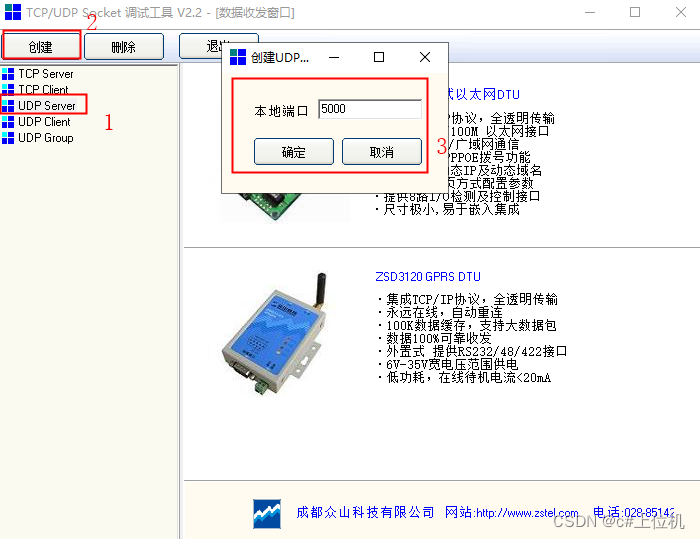 TCP/UDP Socket 调试工具 V2.2 - [数据收发窗口]
2
创建 删除
创建UDP...
TCP Server
TCP Client
UDP Server
UDP Client
UDP Group
1
本地端口 5000
确定 取消
3
式以太网DTU
协议，全透明传输
100M 以太网接口
/广域网通信
PPPOE拨号功能
态IP及动态域名
页方式配置参数
·提供8路I/O检测及控制接口
·尺寸极小,易于嵌入集成
ZSD3120 GPRS DTU
·集成TCP/IP协议，全透明传输
·永远在线，自动重连
·100K数据缓存，支持大数据包
·数据100%可靠收发
·外置式 提供RS232/48/422接口
·6V-35V宽电压范围供电
·低功耗，在线待机电流<20mA
成都众山科技有限公司 网站:http://www.zstel.com 电话:028-8514
CSDN @c#上位机